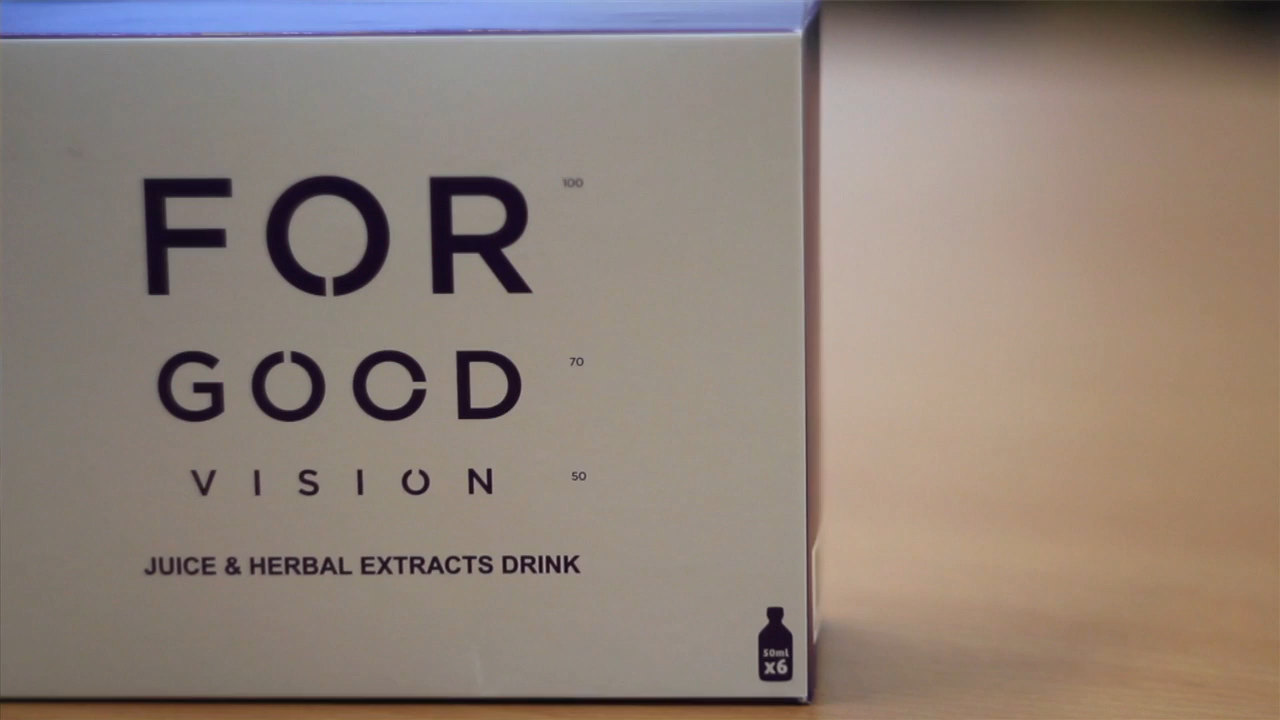 FOR 100
GOOD 70
VISION 50
JUICE & HERBAL EXTRACTS DRINK
50ml
x6